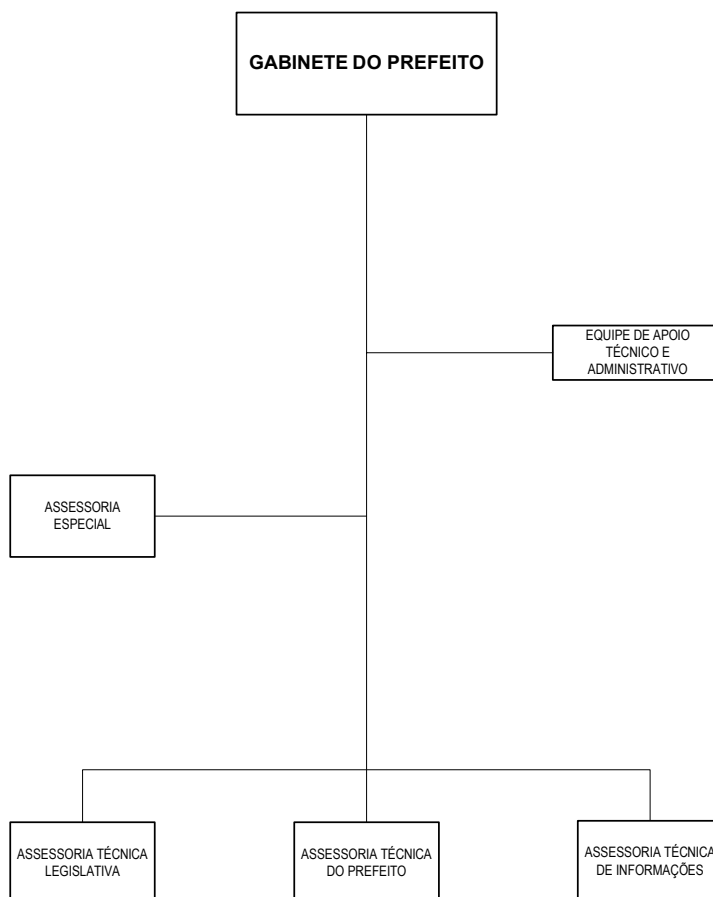 GABINETE DO PREFEITO
EQUIPE DE APOIO
TÉCNICO E
ADMINISTRATIVO
ASSESSORIA
ESPECIAL
ASSESSORIA TÉCNICA
LEGISLATIVA
ASSESSORIA TÉCNICA
DO PREFEITO
ASSESSORIA TÉCNICA
DE INFORMAÇÕES